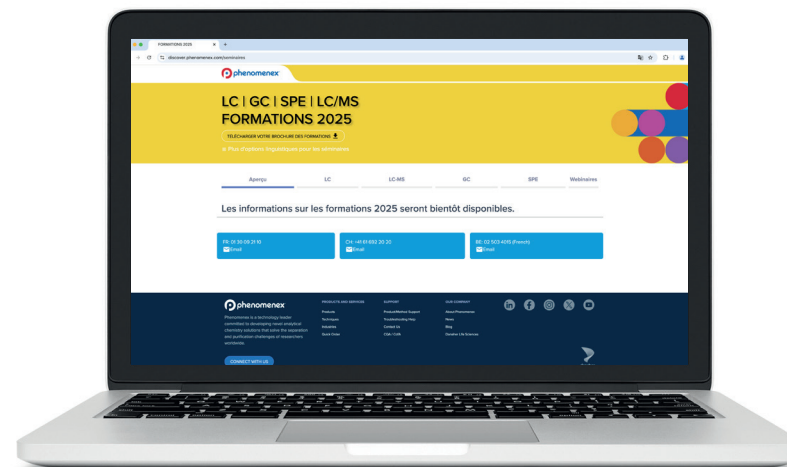 FORMATIONS 2025
discover.phenomenex.com/seminaires
phenomenex
LC I GC I SPE I LC/MS
FORMATIONS 2025
TÉLÉCHARGER VOTRE BROCHURE DES FORMATIONS
Plus d'options linguistiques pour les séminaires
Aperçu LC LC-MS GC SPE Webinaires
Les informations sur les formations 2025 seront bientôt disponibles.
FR: 01 30 09 21 10
Email
CH: +41 61 692 20 20
Email
BE: 02 503 4015 (French)
Email
phenomenex
Phenomenex is a technology leader
committed to developing novel analytical
chemistry solutions that solve the separation
and purification challenges of researchers
worldwide.
CONNECT WITH US
PRODUCTS AND SERVICES
Products
Techniques
Industries
Quick Order
SUPPORT
Product/Method Support
Troubleshooting Help
Contact Us
COA / CofA
OUR COMPANY
About Phenomenex
News
Blog
Danaher Life Sciences